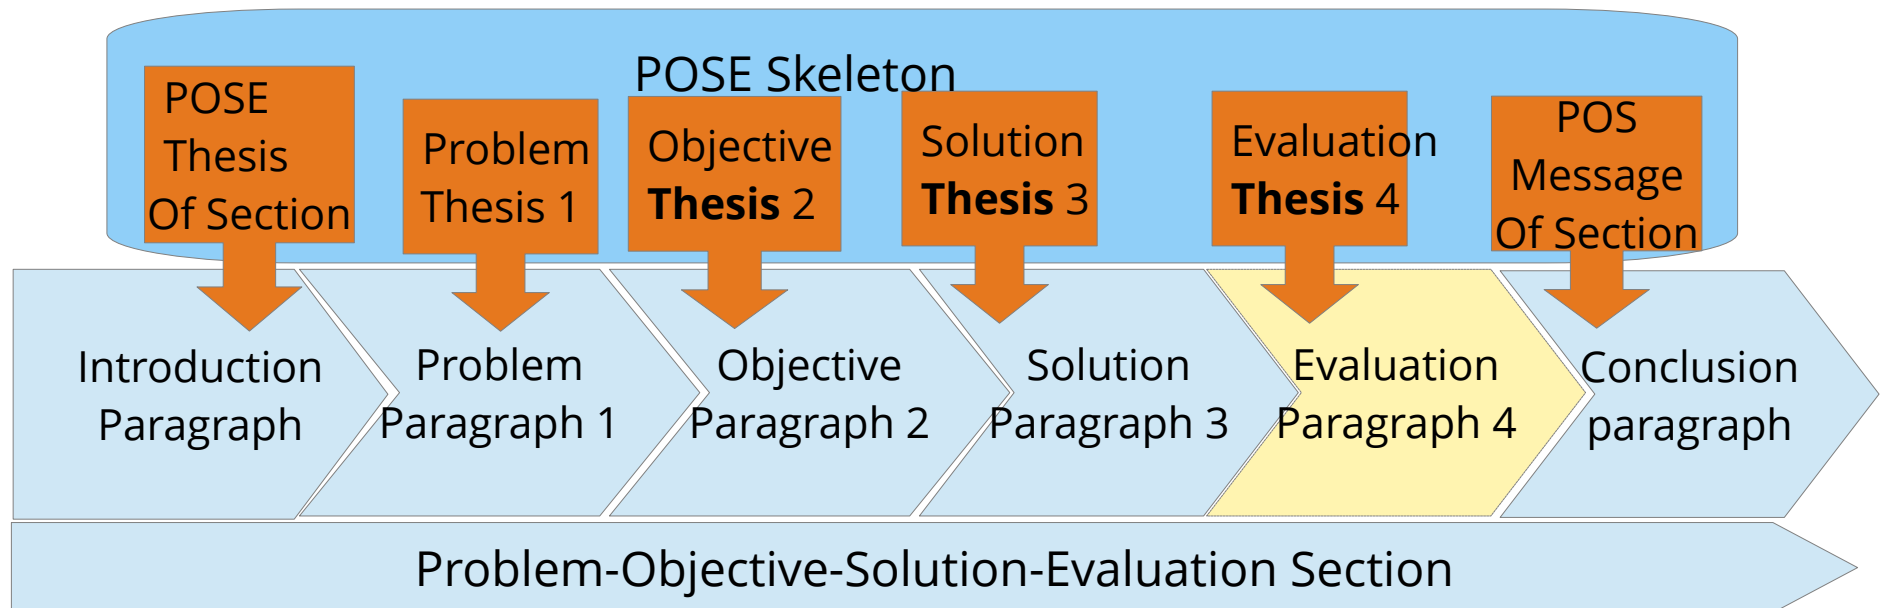 POSE Skeleton
POSE
Thesis
Of Section
Problem
Thesis 1
Objective
Thesis 2
Solution
Thesis 3
Evaluation
Thesis 4
POS
Message
Of Section
Introduction
Paragraph
Problem
Paragraph 1
Objective
Paragraph 2
Solution
Paragraph 3
Evaluation
Paragraph 4
Conclusion
paragraph
Problem-Objective-Solution-Evaluation Section